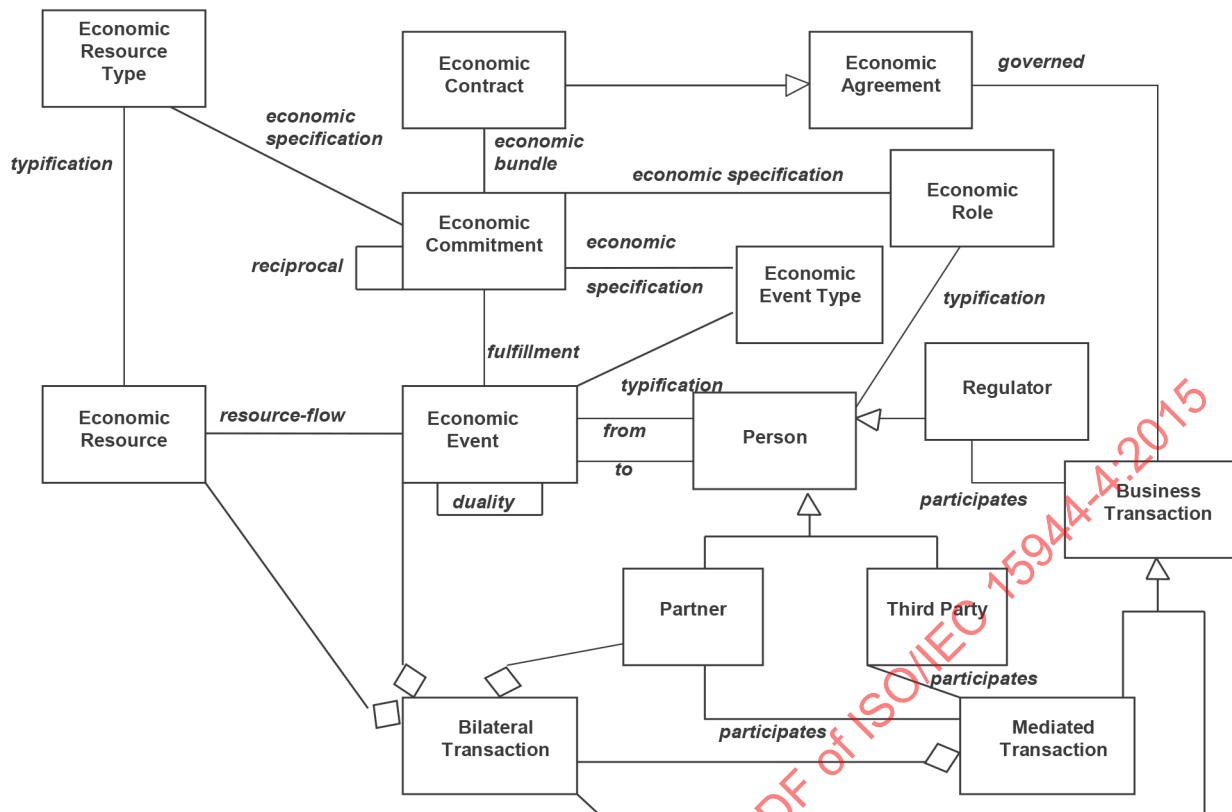 Economic
Resource
Type
Economic
Contract
Economic
Agreement
governed
economic
specification
economic
bundle
typification
economic specification
Economic
Role
Economic
Commitment
economic
reciprocal
specification
Economic
Event Type
typification
fulfillment
typification
Regulator
Economic
Resource
resource-flow
Economic
Event
from
Person
to
duality
participates
Business
Transaction
Partner
Third Party
participates
Bilateral
Transaction
participates
Mediated
Transaction
DF of ISO/IEC 15944-4:2015